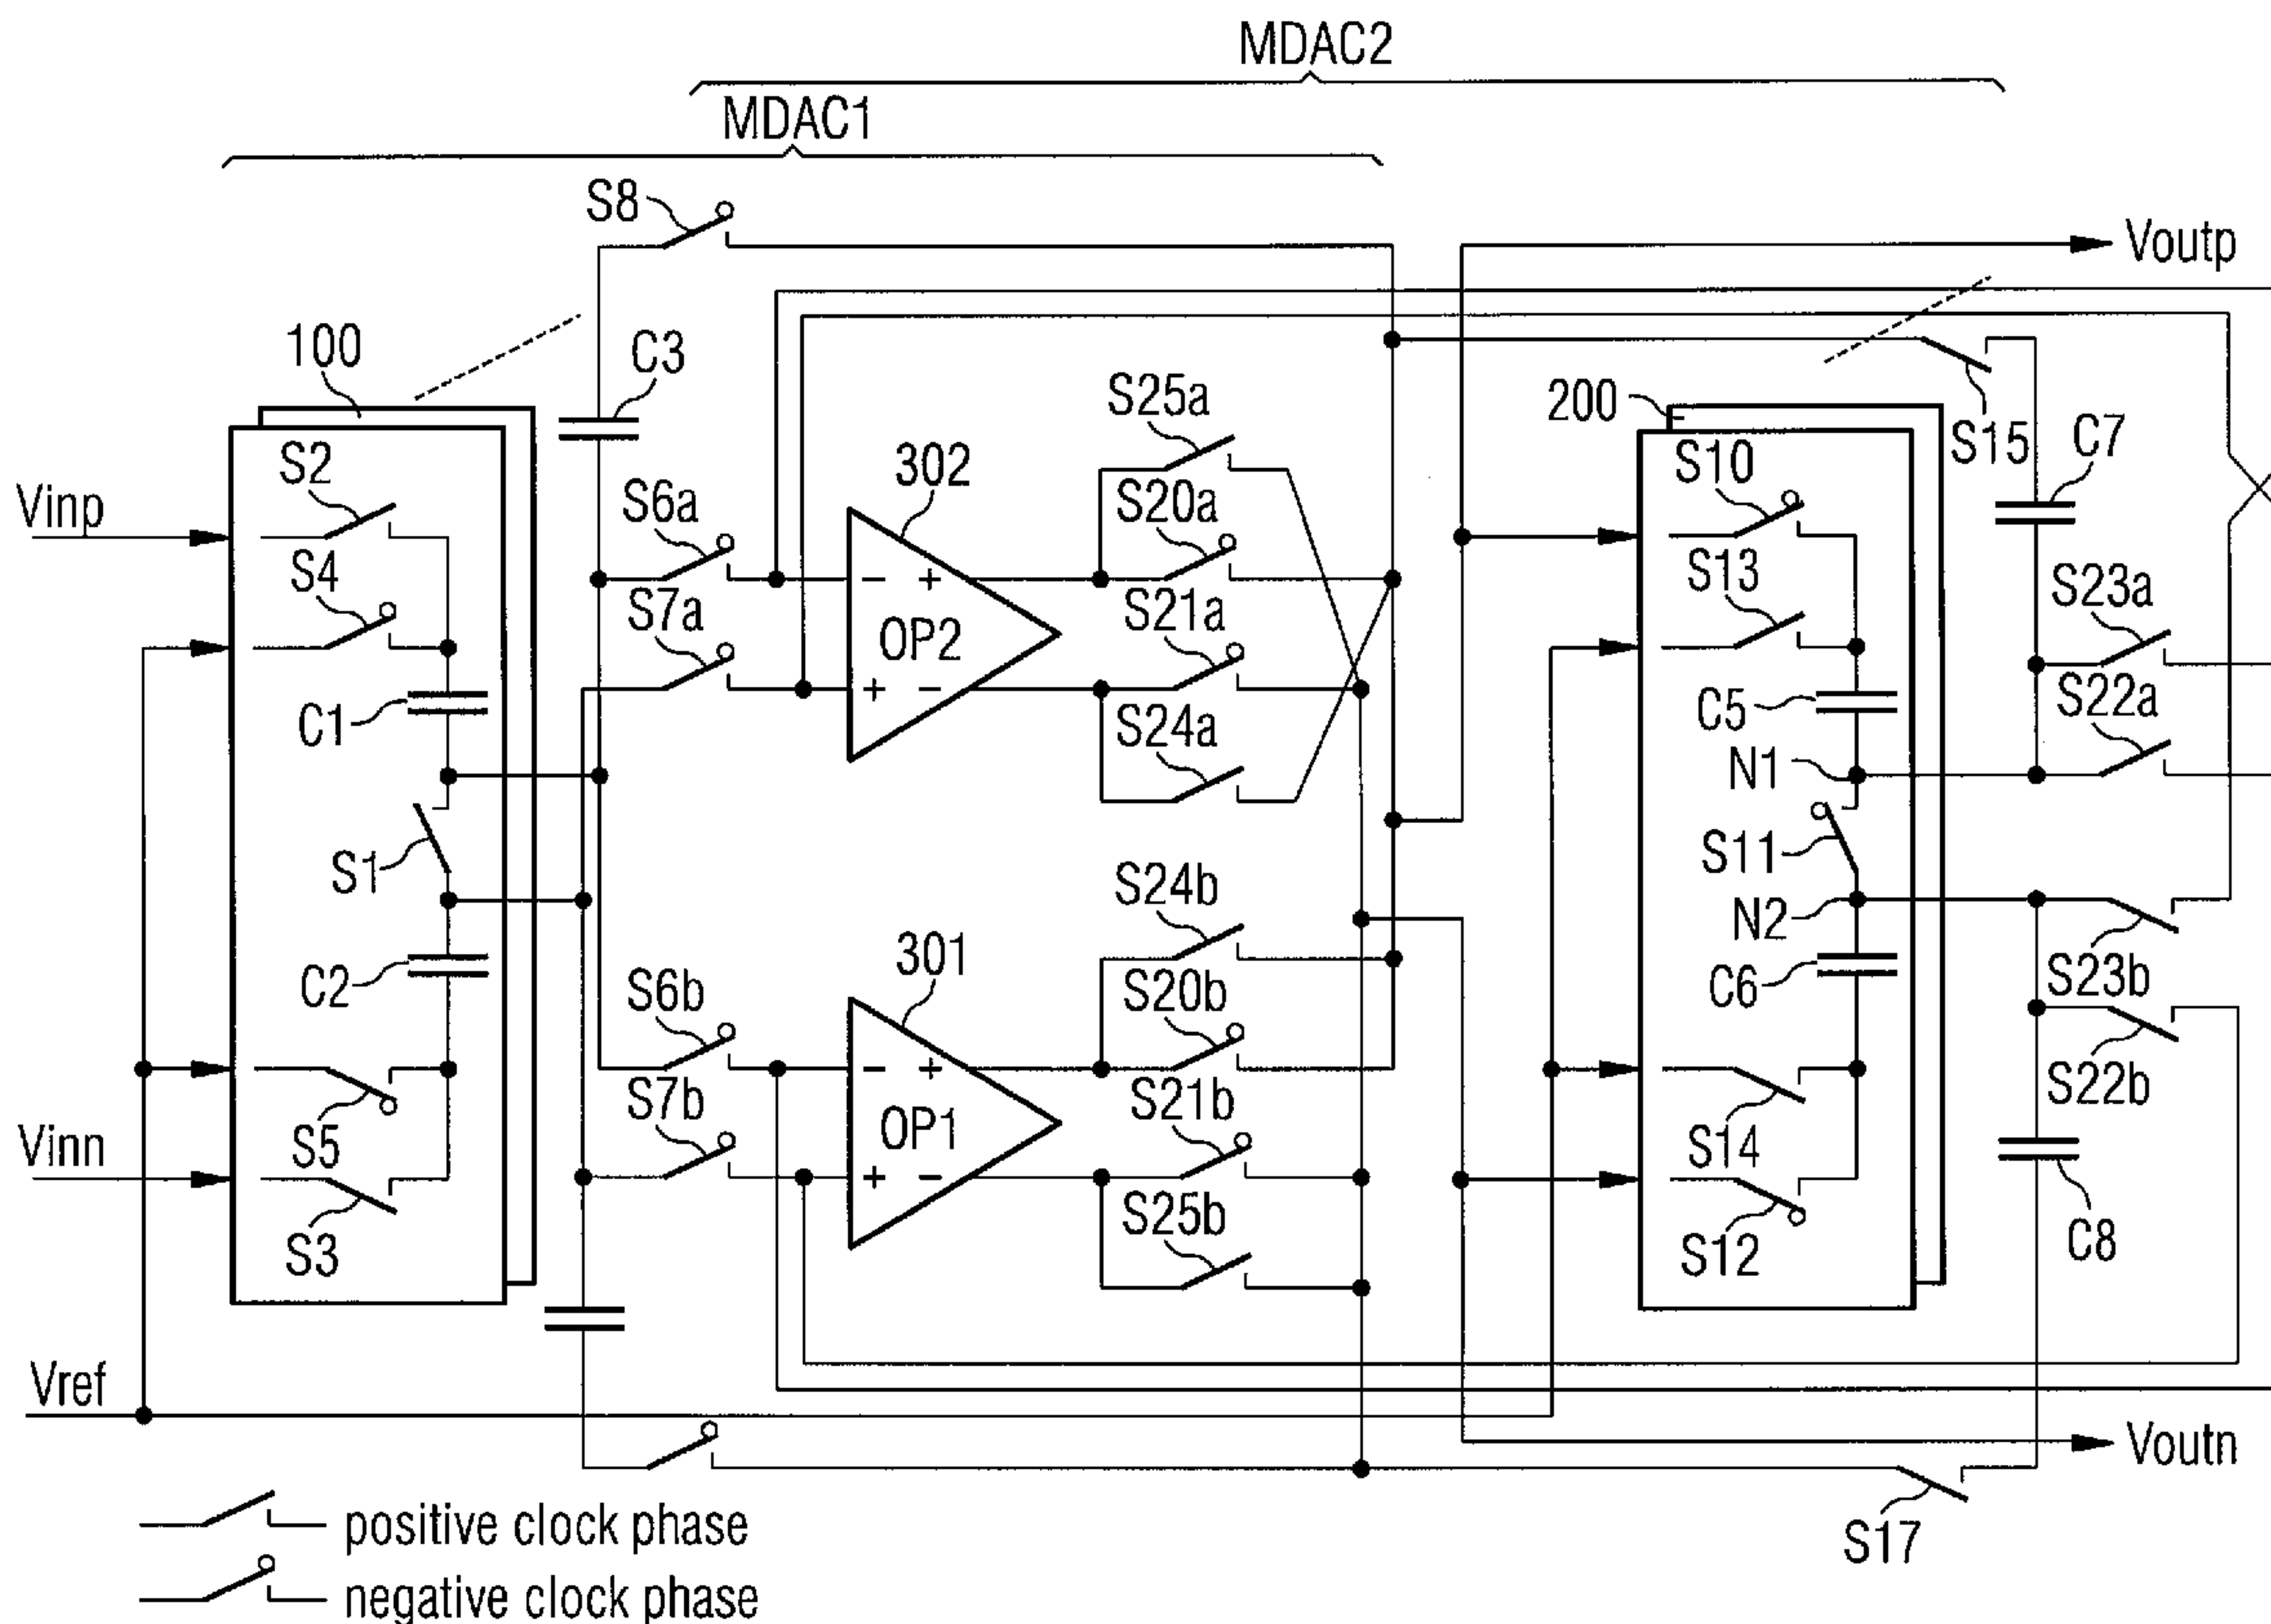 MDAC2
MDAC1
S8
Voutp
100
C3
S25a
200
S15
C7
S2
302
S10
Vinp
S6a
S20a
S4
S13
S23a
S7a
OP2
S21a
- +
+ -
C1
S24a
C5
S22a
N1
S1
S11
S24b
N2
C2
301
S23b
S6b
S20b
C6
S7b
OP1
S21b
- +
+ -
S22b
Vinn
S5
S14
S3
S25b
S12
C8
Vref
Voutn
S17
positive clock phase
negative clock phase